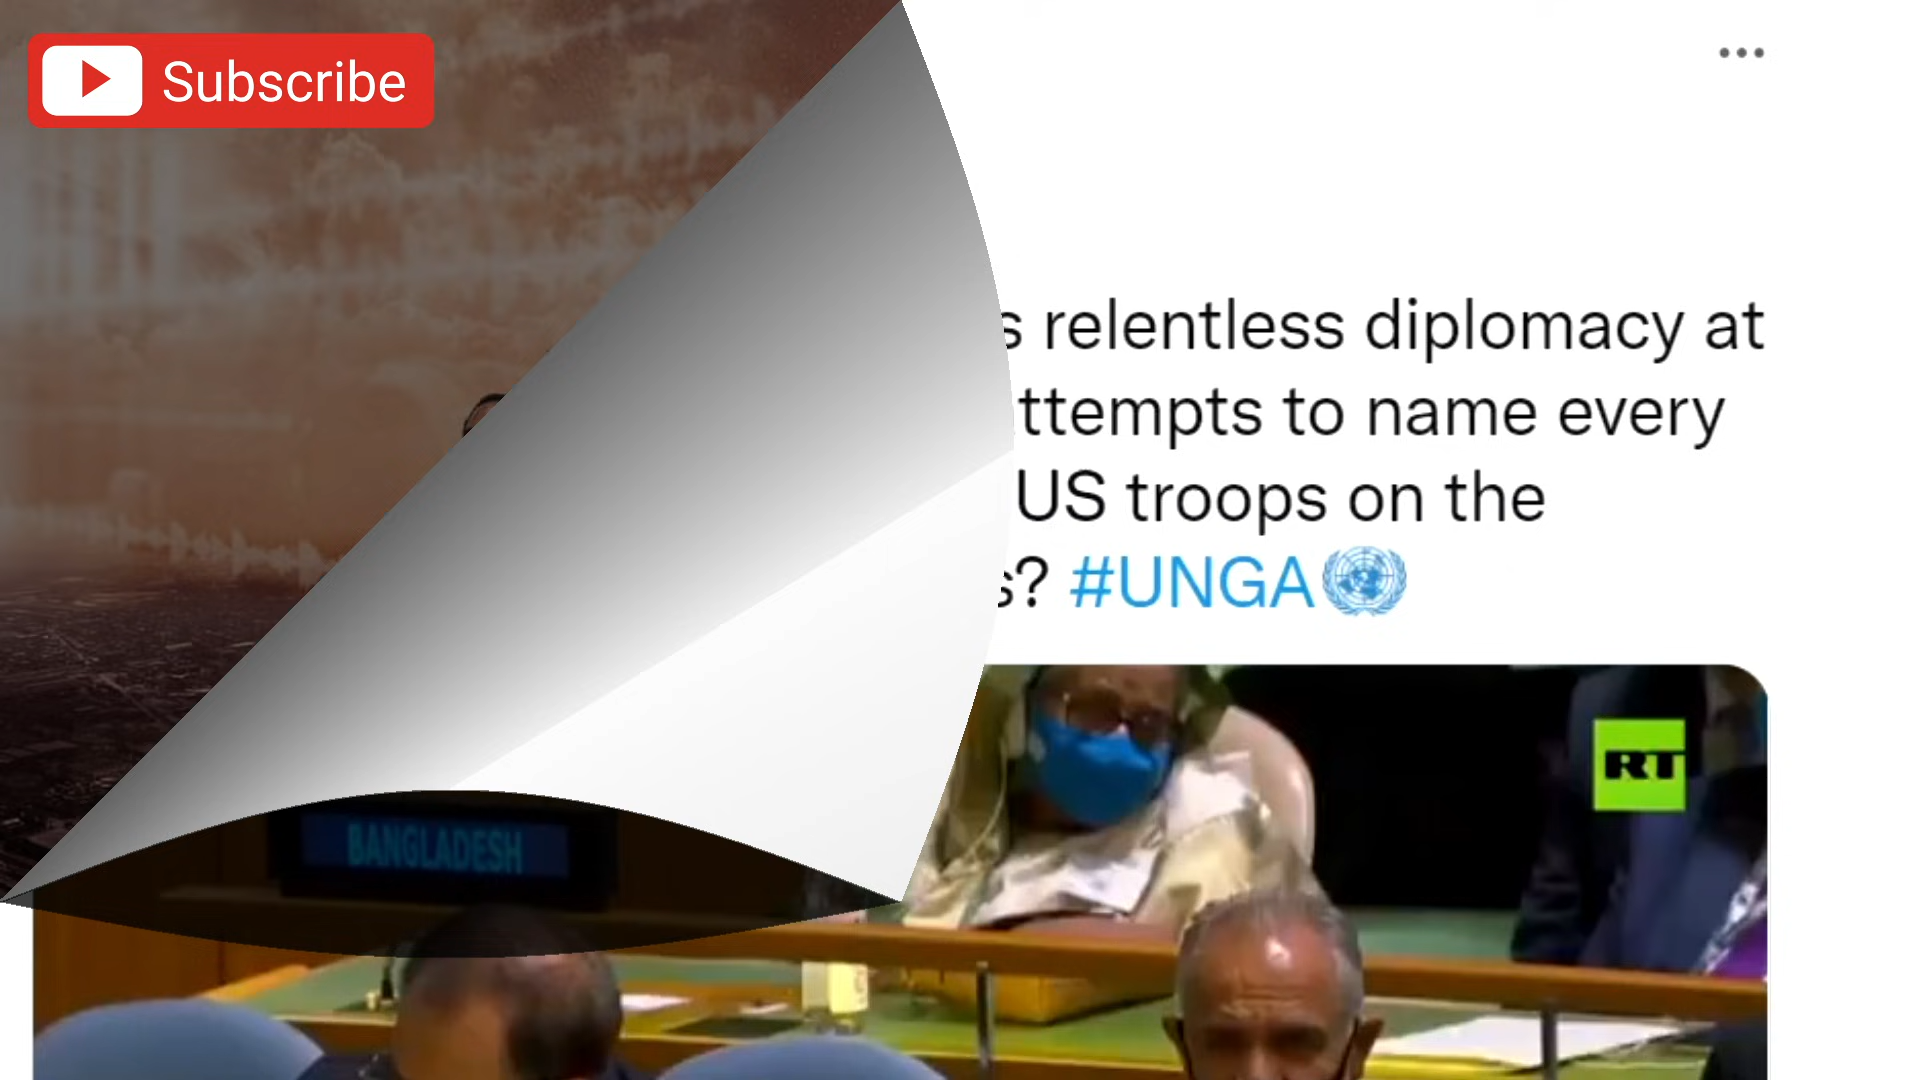 Subscribe
s relentless diplomacy at
ttempts to name every
US troops on the
s? #UNGA
RT
BANGLADESH